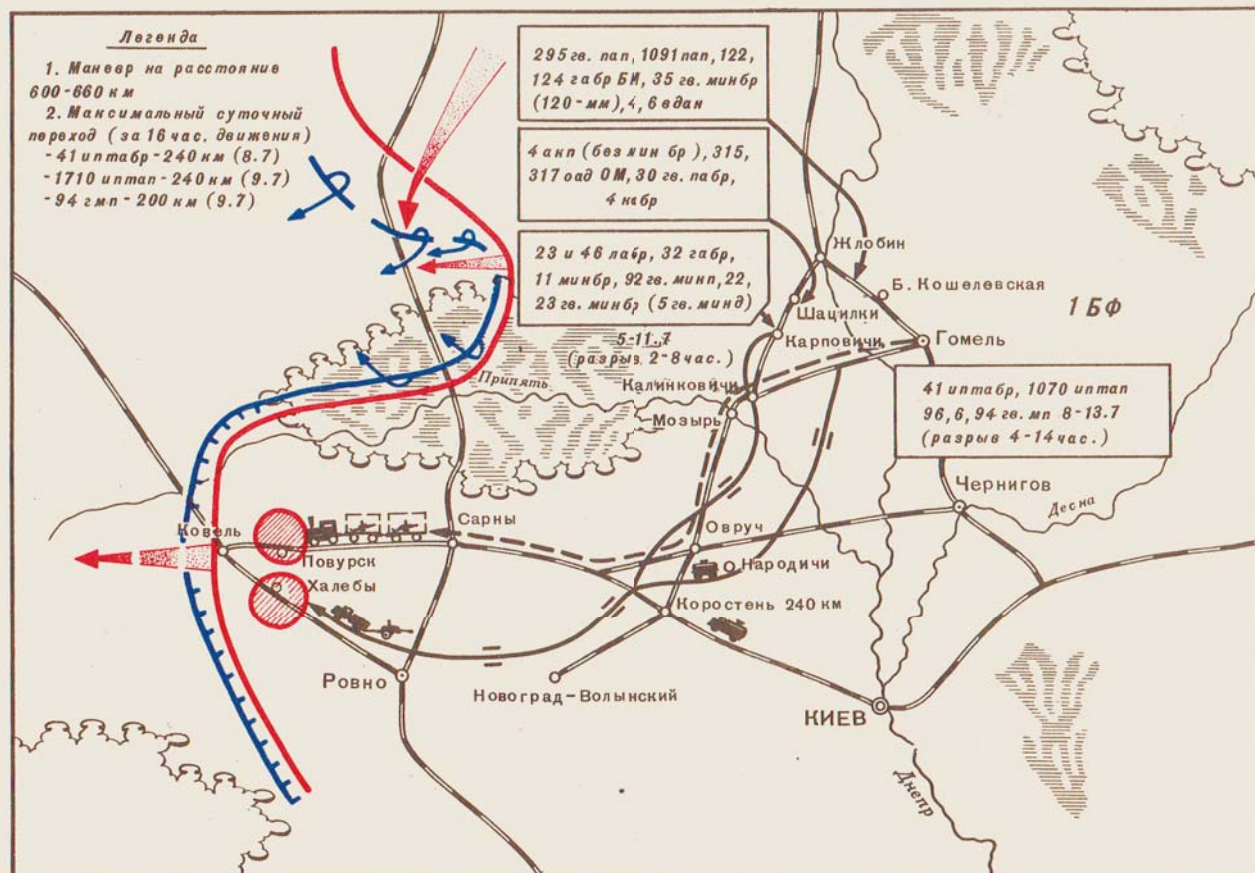 Легенда
1. Маневр на расстояние
600-660 км
2. Максимальный суточный
переход (за 16 час. движения)
-41 иптабр-240 км (8.7)
-1710 иптап-240 км (9.7)
-94 гмп-200 км (9.7)
295 гв. пап, 1091 пап, 122,
124 габр БМ, 35 гв. минбр
(120-мм), 4, 6 вдан
4 акп (без мин бр), 315,
317 оад ОМ, 30 гв. пабр,
4 пабр
23 и 46 лабр, 32 габр,
11 минбр, 92 гв. минп, 22,
23 гв. минбр (5 гв. минд)
5-11.7
(разрыв 2-8 час.)
Жлобин
Б. Кошелевская
Шацилки
1 БФ
Карповичи
Гомель
Калинковичи
Припять
Мозырь
41 иптабр, 1070 иптап
96,6, 94 гв. мп 8-13.7
(разрыв 4-14 час.)
Чернигов
Десна
Сарны
Ковель
Овруч
Повурск
Народичи
Халебы
Коростень 240 км
Ровно
Новоград-Волынский
КИЕВ
Днепр